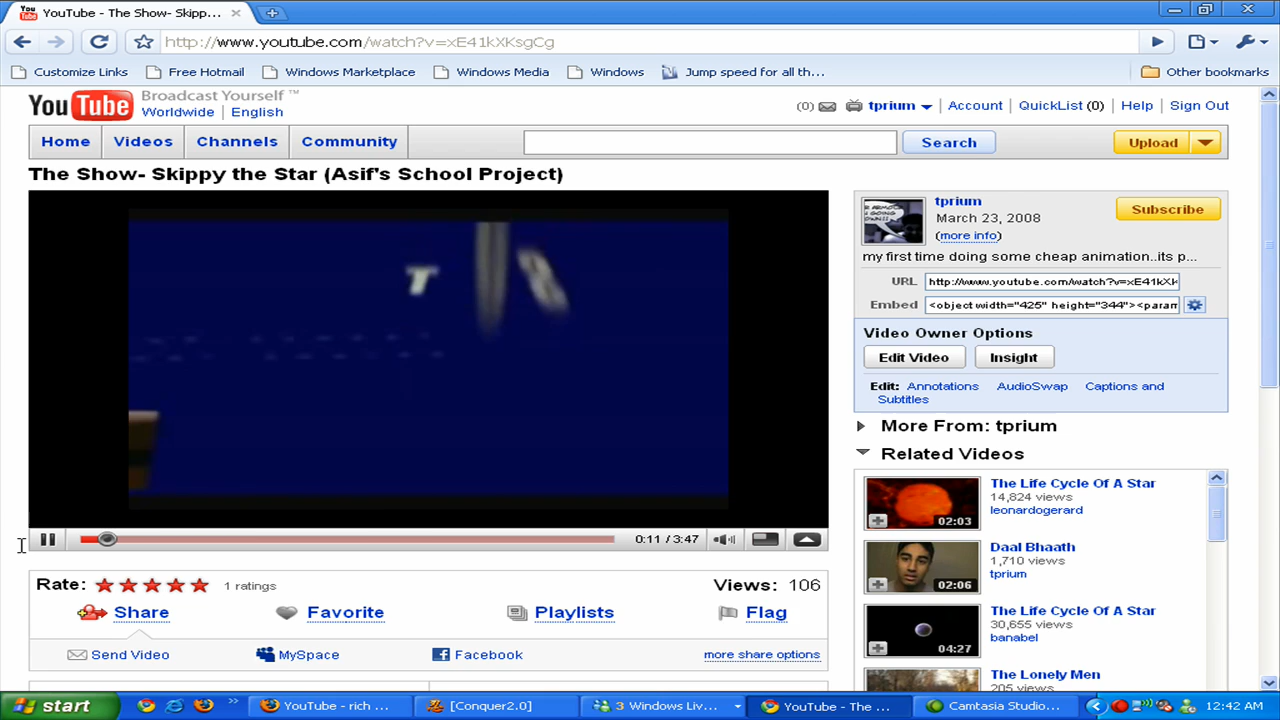 YouTube - The Show- Skipp...
http://www.youtube.com/watch?v=xE41kXKsgCg
Customize Links
Free Hotmail
Windows Marketplace
Windows Media
Windows
Jump speed for all th...
Other bookmarks
YouTube
Broadcast Yourself ™
Worldwide
English
(0)
tprium
Account
QuickList (0)
Help
Sign Out
Home
Videos
Channels
Community
Search
Upload
The Show- Skippy the Star (Asif's School Project)
T
0:11 / 3:47
tprium
March 23, 2008
(more info)
Subscribe
my first time doing some cheap animation..its p...
URL
http://www.youtube.com/watch?v=xE41kX
Embed
<object width="425" height="344"><param
Video Owner Options
Edit Video
Insight
Edit: Annotations AudioSwap Captions and
Subtitles
More From: tprium
Related Videos
The Life Cycle Of A Star
14,824 views
leonardogerard
02:03
Daal Bhaath
1,710 views
tprium
02:06
The Life Cycle Of A Star
30,655 views
banabel
04:27
The Lonely Men
205 views
Rate:
1 ratings
Views: 106
Share
Favorite
Playlists
Flag
Send Video
MySpace
Facebook
more share options
start
YouTube - rich ...
[Conquer2.0]
3 Windows Liv...
YouTube - The ...
Camtasia Studio...
12:42 AM